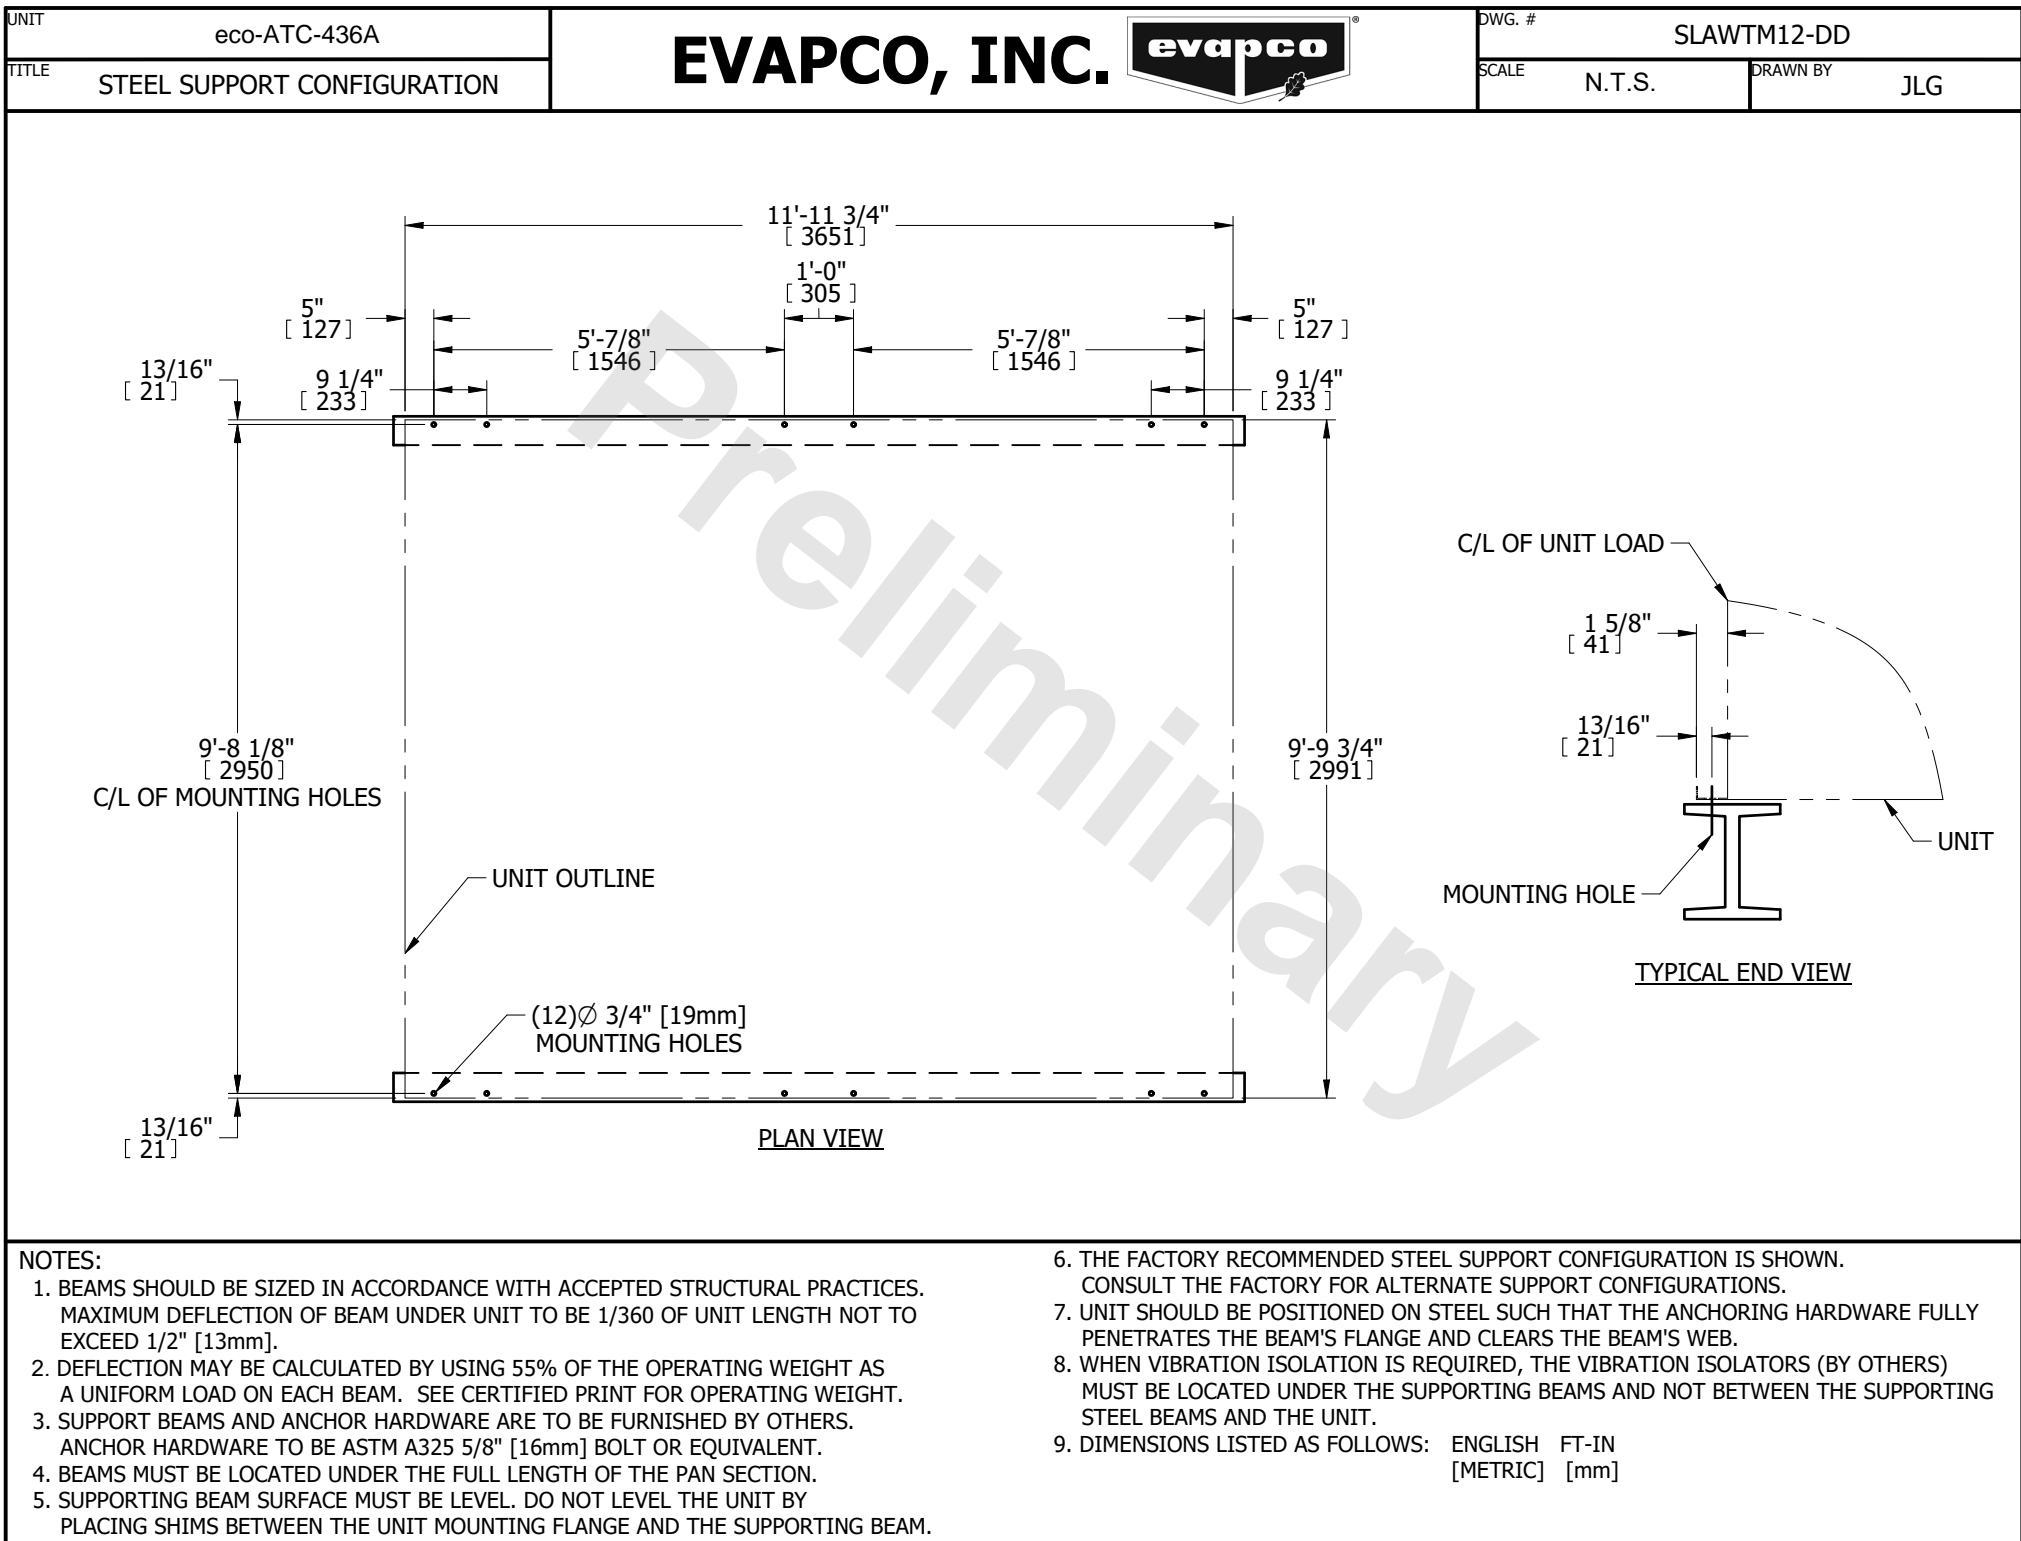 UNIT
eco-ATC-436A
TITLE
STEEL SUPPORT CONFIGURATION
EVAPCO, INC.
evapco
®
DWG. #
SLAWTM12-DD
SCALE
N.T.S.
DRAWN BY
JLG
11'-11 3/4"
[ 3651 ]
1'-0"
[ 305 ]
5"
[ 127 ]
5'-7/8"
[ 1546 ]
5'-7/8"
[ 1546 ]
5"
[ 127 ]
13/16"
[ 21 ]
9 1/4"
[ 233 ]
9 1/4"
[ 233 ]
9'-8 1/8"
[ 2950 ]
C/L OF MOUNTING HOLES
9'-9 3/4"
[ 2991 ]
UNIT OUTLINE
(12)∅ 3/4" [19mm]
MOUNTING HOLES
13/16"
[ 21 ]
PLAN VIEW
C/L OF UNIT LOAD
1 5/8"
[ 41 ]
13/16"
[ 21 ]
UNIT
MOUNTING HOLE
TYPICAL END VIEW
Preliminary
NOTES:
1. BEAMS SHOULD BE SIZED IN ACCORDANCE WITH ACCEPTED STRUCTURAL PRACTICES.
MAXIMUM DEFLECTION OF BEAM UNDER UNIT TO BE 1/360 OF UNIT LENGTH NOT TO
EXCEED 1/2" [13mm].
2. DEFLECTION MAY BE CALCULATED BY USING 55% OF THE OPERATING WEIGHT AS
A UNIFORM LOAD ON EACH BEAM. SEE CERTIFIED PRINT FOR OPERATING WEIGHT.
3. SUPPORT BEAMS AND ANCHOR HARDWARE ARE TO BE FURNISHED BY OTHERS.
ANCHOR HARDWARE TO BE ASTM A325 5/8" [16mm] BOLT OR EQUIVALENT.
4. BEAMS MUST BE LOCATED UNDER THE FULL LENGTH OF THE PAN SECTION.
5. SUPPORTING BEAM SURFACE MUST BE LEVEL. DO NOT LEVEL THE UNIT BY
PLACING SHIMS BETWEEN THE UNIT MOUNTING FLANGE AND THE SUPPORTING BEAM.
6. THE FACTORY RECOMMENDED STEEL SUPPORT CONFIGURATION IS SHOWN.
CONSULT THE FACTORY FOR ALTERNATE SUPPORT CONFIGURATIONS.
7. UNIT SHOULD BE POSITIONED ON STEEL SUCH THAT THE ANCHORING HARDWARE FULLY
PENETRATES THE BEAM'S FLANGE AND CLEARS THE BEAM'S WEB.
8. WHEN VIBRATION ISOLATION IS REQUIRED, THE VIBRATION ISOLATORS (BY OTHERS)
MUST BE LOCATED UNDER THE SUPPORTING BEAMS AND NOT BETWEEN THE SUPPORTING
STEEL BEAMS AND THE UNIT.
9. DIMENSIONS LISTED AS FOLLOWS: ENGLISH FT-IN
[METRIC] [mm]